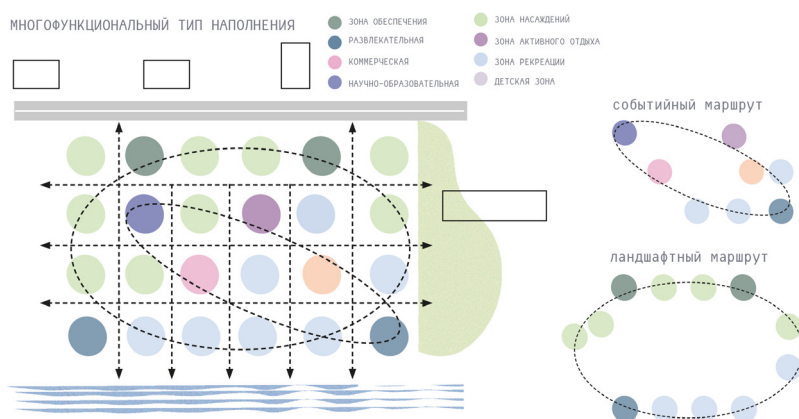 МНОГОФУНКЦИОНАЛЬНЫЙ ТИП НАПОЛНЕНИЯ
ЗОНА ОБЕСПЕЧЕНИЯ
РАЗВЛЕКАТЕЛЬНАЯ
КОММЕРЧЕСКАЯ
НАУЧНО-ОБРАЗОВАТЕЛЬНАЯ
ЗОНА НАСАЖДЕНИЙ
ЗОНА АКТИВНОГО ОТДЫХА
ЗОНА РЕКРЕАЦИИ
ДЕТСКАЯ ЗОНА
событийный маршрут
ландшафтный маршрут